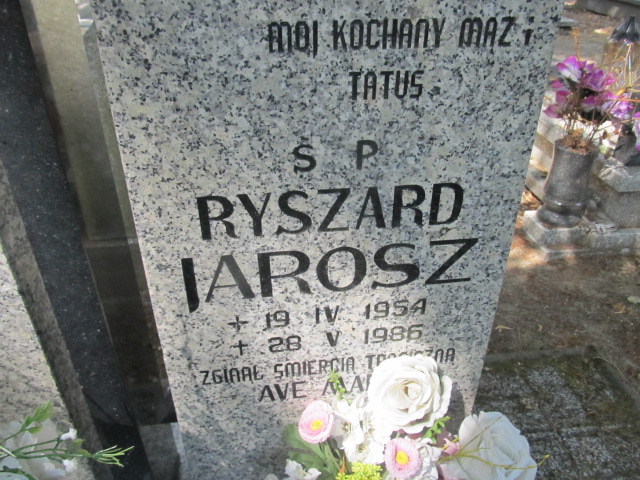 MÓJ KOCHANY MĄŻ i
TATUŚ
Ś P
RYSZARD
JAROSZ
+ 19 IV 1954
+ 28 V 1986
ZGINĄŁ ŚMIERCIĄ TRAGICZNĄ
AVE